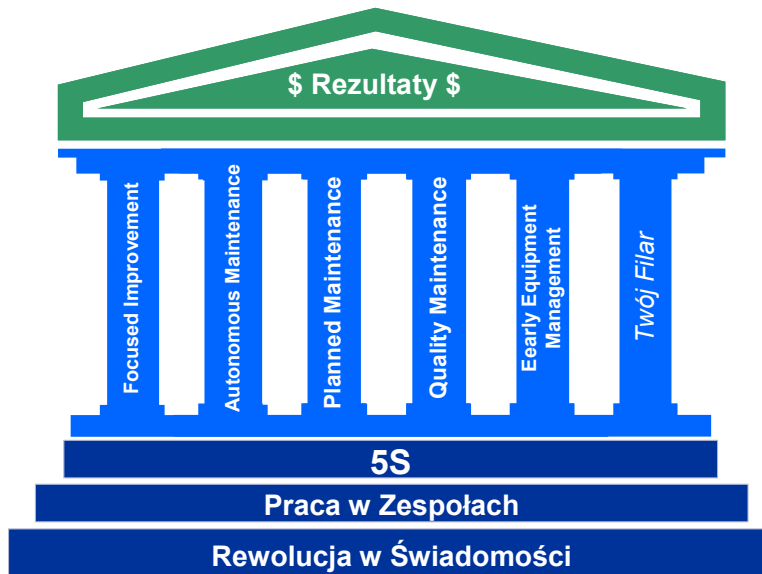 $ Rezultaty $
Focused Improvement
Autonomous Maintenance
Planned Maintenance
Quality Maintenance
Eearly Equipment
Management
Twój Filar
5S
Praca w Zespołach
Rewolucja w Świadomości